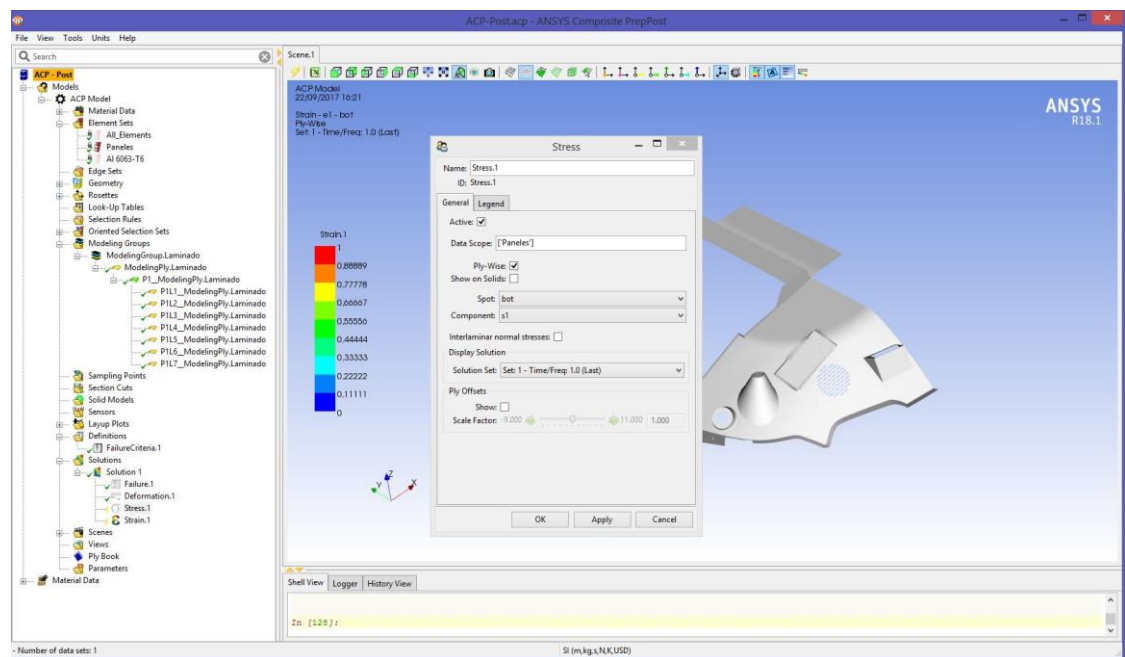 ACP-Post.acp - ANSYS Composite PrepPost
File View Tools Units Help
Search
ACP - Post
Models
ACP Model
Material Data
Element Sets
All_Elements
Paneles
Al 6063-T6
Edge Sets
Geometry
Rosettes
Look-Up Tables
Selection Rules
Oriented Selection Sets
Modeling Groups
ModelingGroup.Laminado
ModelingPly.Laminado
P1__ModelingPly.Laminado
P1L1__ModelingPly.Laminado
P1L2__ModelingPly.Laminado
P1L3__ModelingPly.Laminado
P1L4__ModelingPly.Laminado
P1L5__ModelingPly.Laminado
P1L6__ModelingPly.Laminado
P1L7__ModelingPly.Laminado
Sampling Points
Section Cuts
Solid Models
Sensors
Layup Plots
Definitions
FailureCriteria.1
Solutions
Solution 1
Failure.1
Deformation.1
Stress.1
Strain.1
Scenes
Views
Ply Book
Parameters
Material Data
Scene.1
ACP Model
22/09/2017 16:21
Strain - e1 - bot
Ply-Wise
Set: 1 - Time/Freq: 1.0 (Last)
ANSYS
R18.1
Strain.1
1
0,88889
0,77778
0,66667
0,55556
0,44444
0,33333
0,22222
0,11111
0
Z
Y
X
Stress
Name: Stress.1
ID: Stress.1
General Legend
Active:
Data Scope: ['Paneles']
Ply-Wise:
Show on Solids:
Spot: bot
Component: s1
Interlaminar normal stresses:
Display Solution
Solution Set: Set: 1 - Time/Freq: 1.0 (Last)
Ply Offsets
Show:
Scale Factor: -9.000 11.000 1.000
OK Apply Cancel
Shell View Logger History View
In [128]:
- Number of data sets: 1
SI (m,kg,s,N,K,USD)